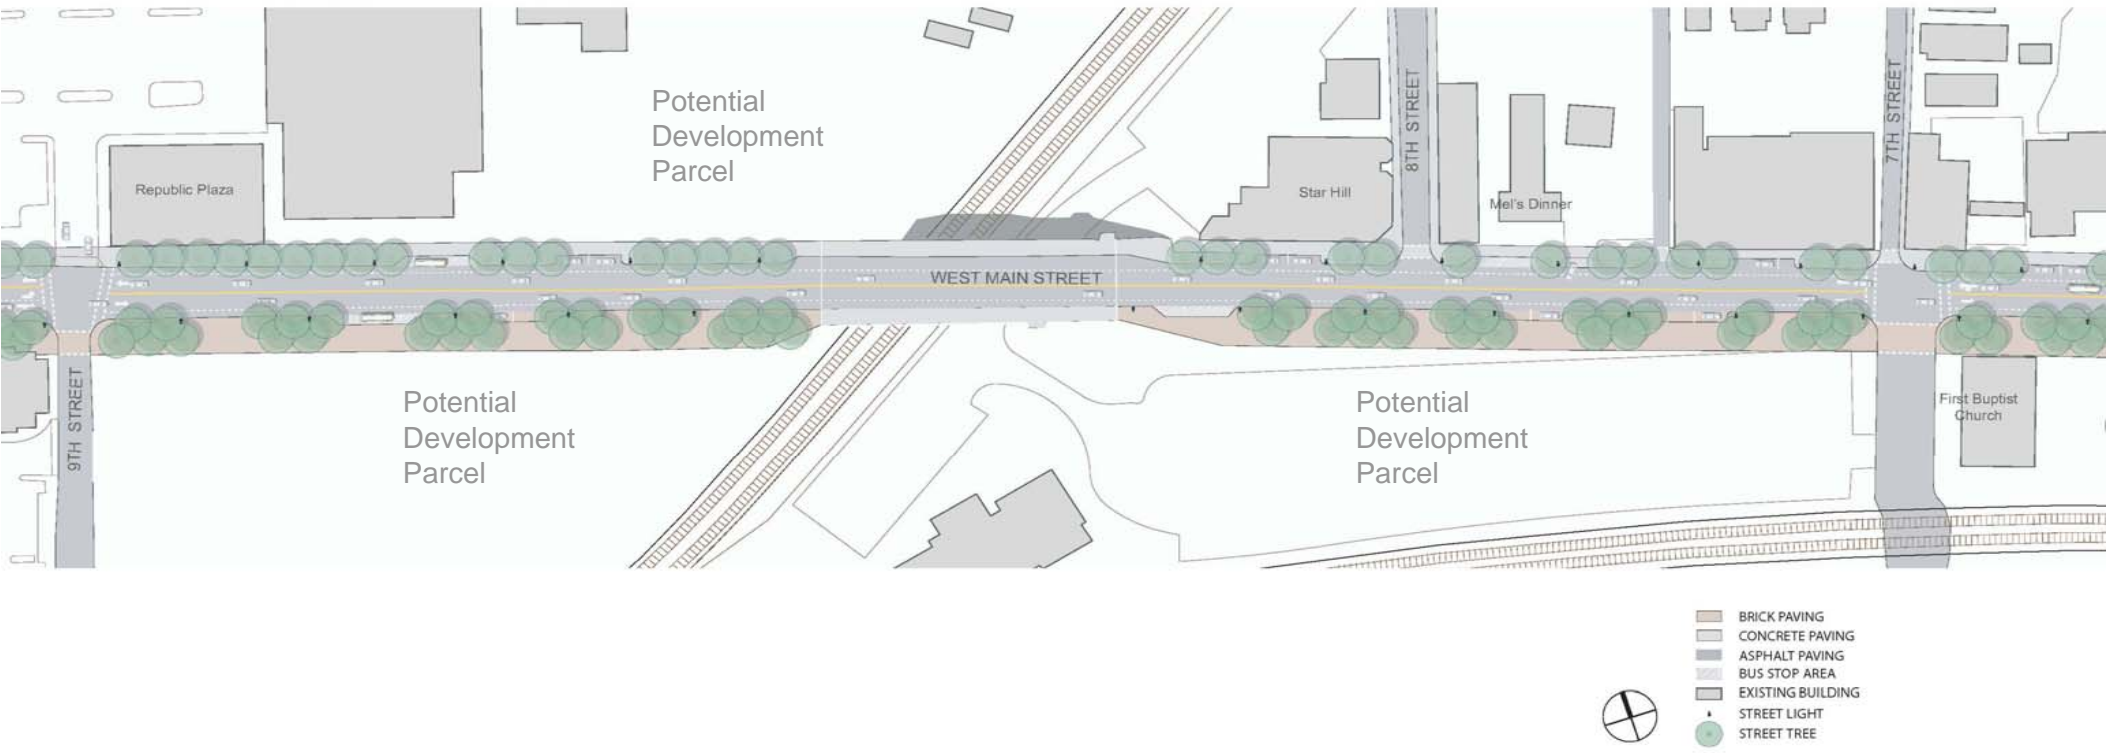 Potential
Development
Parcel
8TH STREET
7TH STREET
Republic Plaza
Star Hill
Mel's Dinner
WEST MAIN STREET
9TH STREET
Potential
Development
Parcel
Potential
Development
Parcel
First Buptist
Church
BRICK PAVING
CONCRETE PAVING
ASPHALT PAVING
BUS STOP AREA
EXISTING BUILDING
STREET LIGHT
STREET TREE